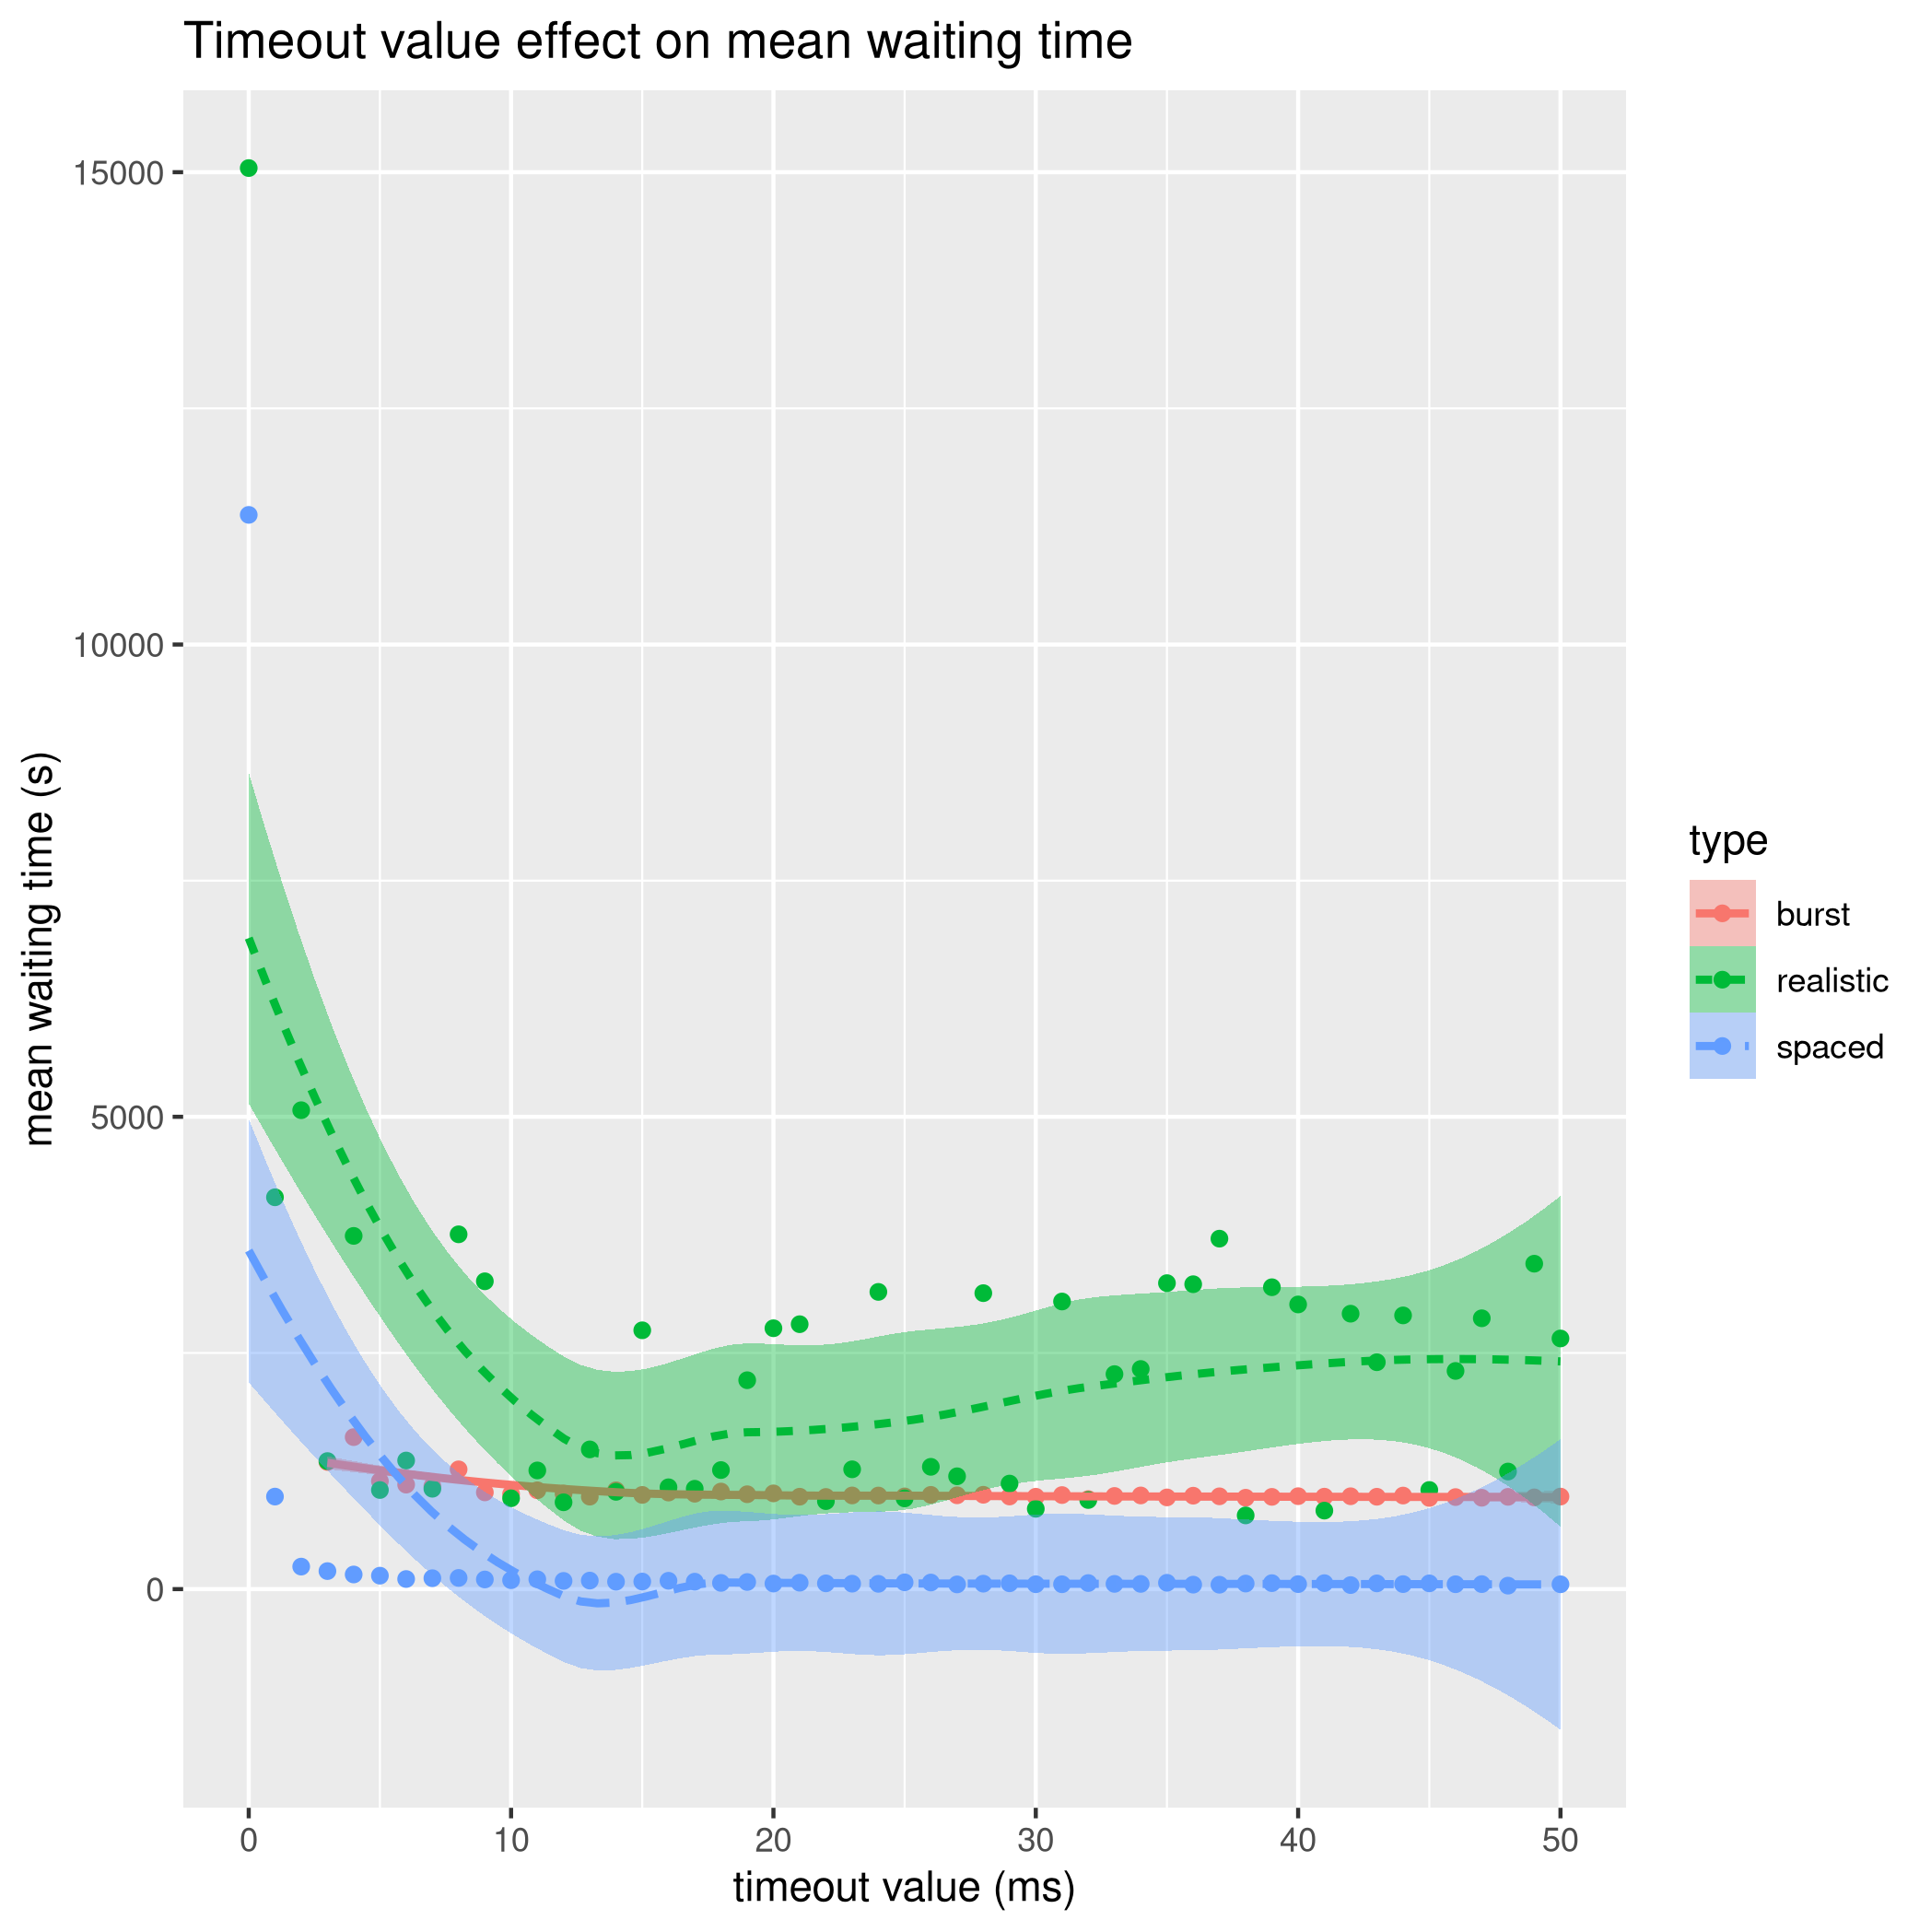 Timeout value effect on mean waiting time
mean waiting time (s)
15000
10000
5000
0
0 10 20 30 40 50
timeout value (ms)
type
burst
realistic
spaced